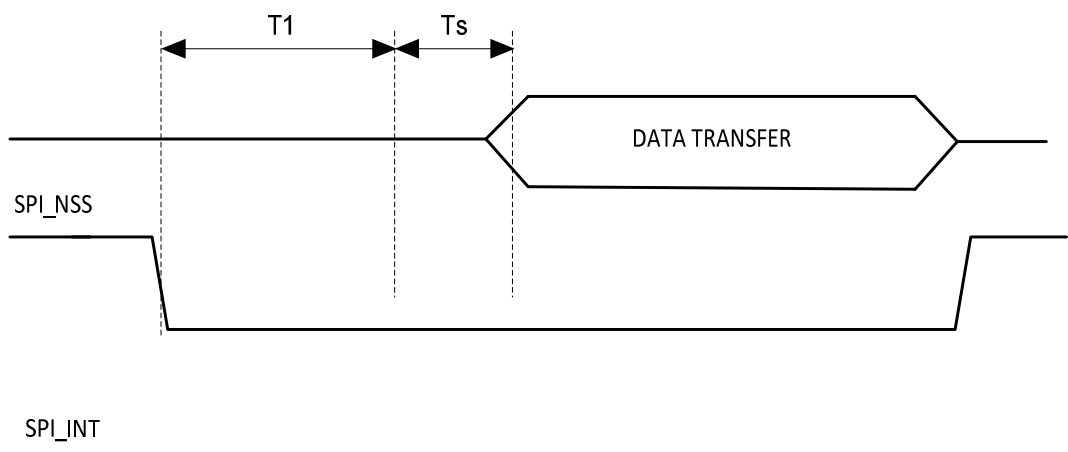 T1 Ts
DATA TRANSFER
SPI_NSS
SPI_INT